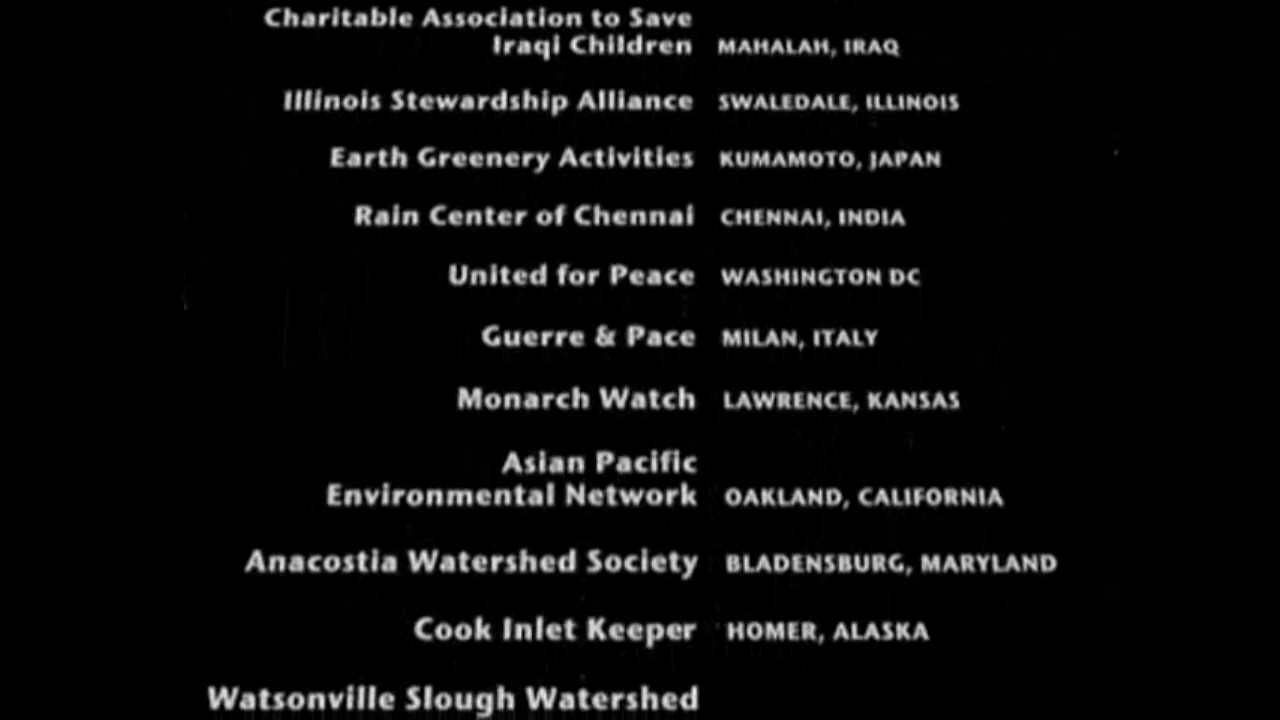 Charitable Association to Save
Iraqi Children MAHALAH, IRAQ
Illinois Stewardship Alliance SWALEDALE, ILLINOIS
Earth Greenery Activities KUMAMOTO, JAPAN
Rain Center of Chennai CHENNAI, INDIA
United for Peace WASHINGTON DC
Guerre & Pace MILAN, ITALY
Monarch Watch LAWRENCE, KANSAS
Asian Pacific
Environmental Network OAKLAND, CALIFORNIA
Anacostia Watershed Society BLADENSBURG, MARYLAND
Cook Inlet Keeper HOMER, ALASKA
Watsonville Slough Watershed